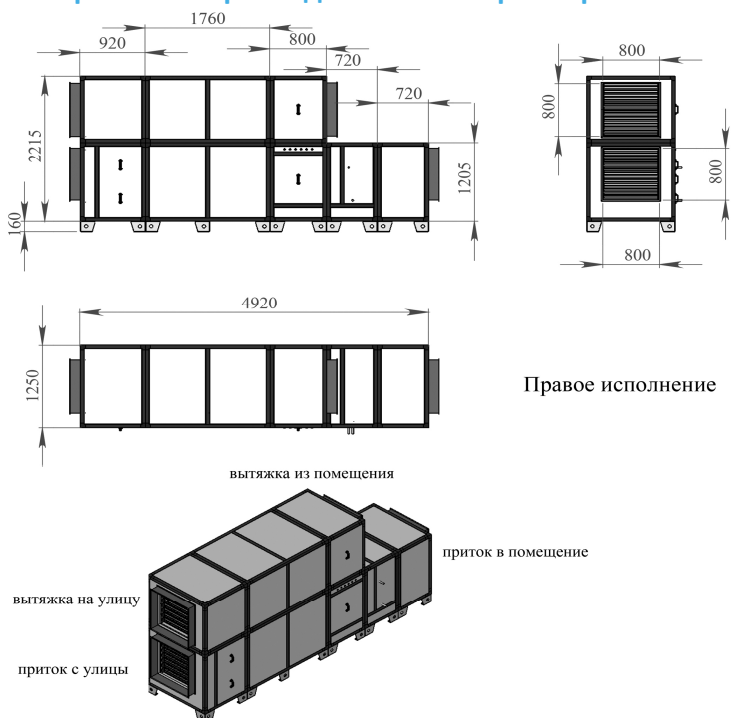 1760
920
800
720
720
2215
160
1205
800
800
800
800
4920
1250
Правое исполнение
вытяжка из помещения
приток в помещение
вытяжка на улицу
приток с улицы